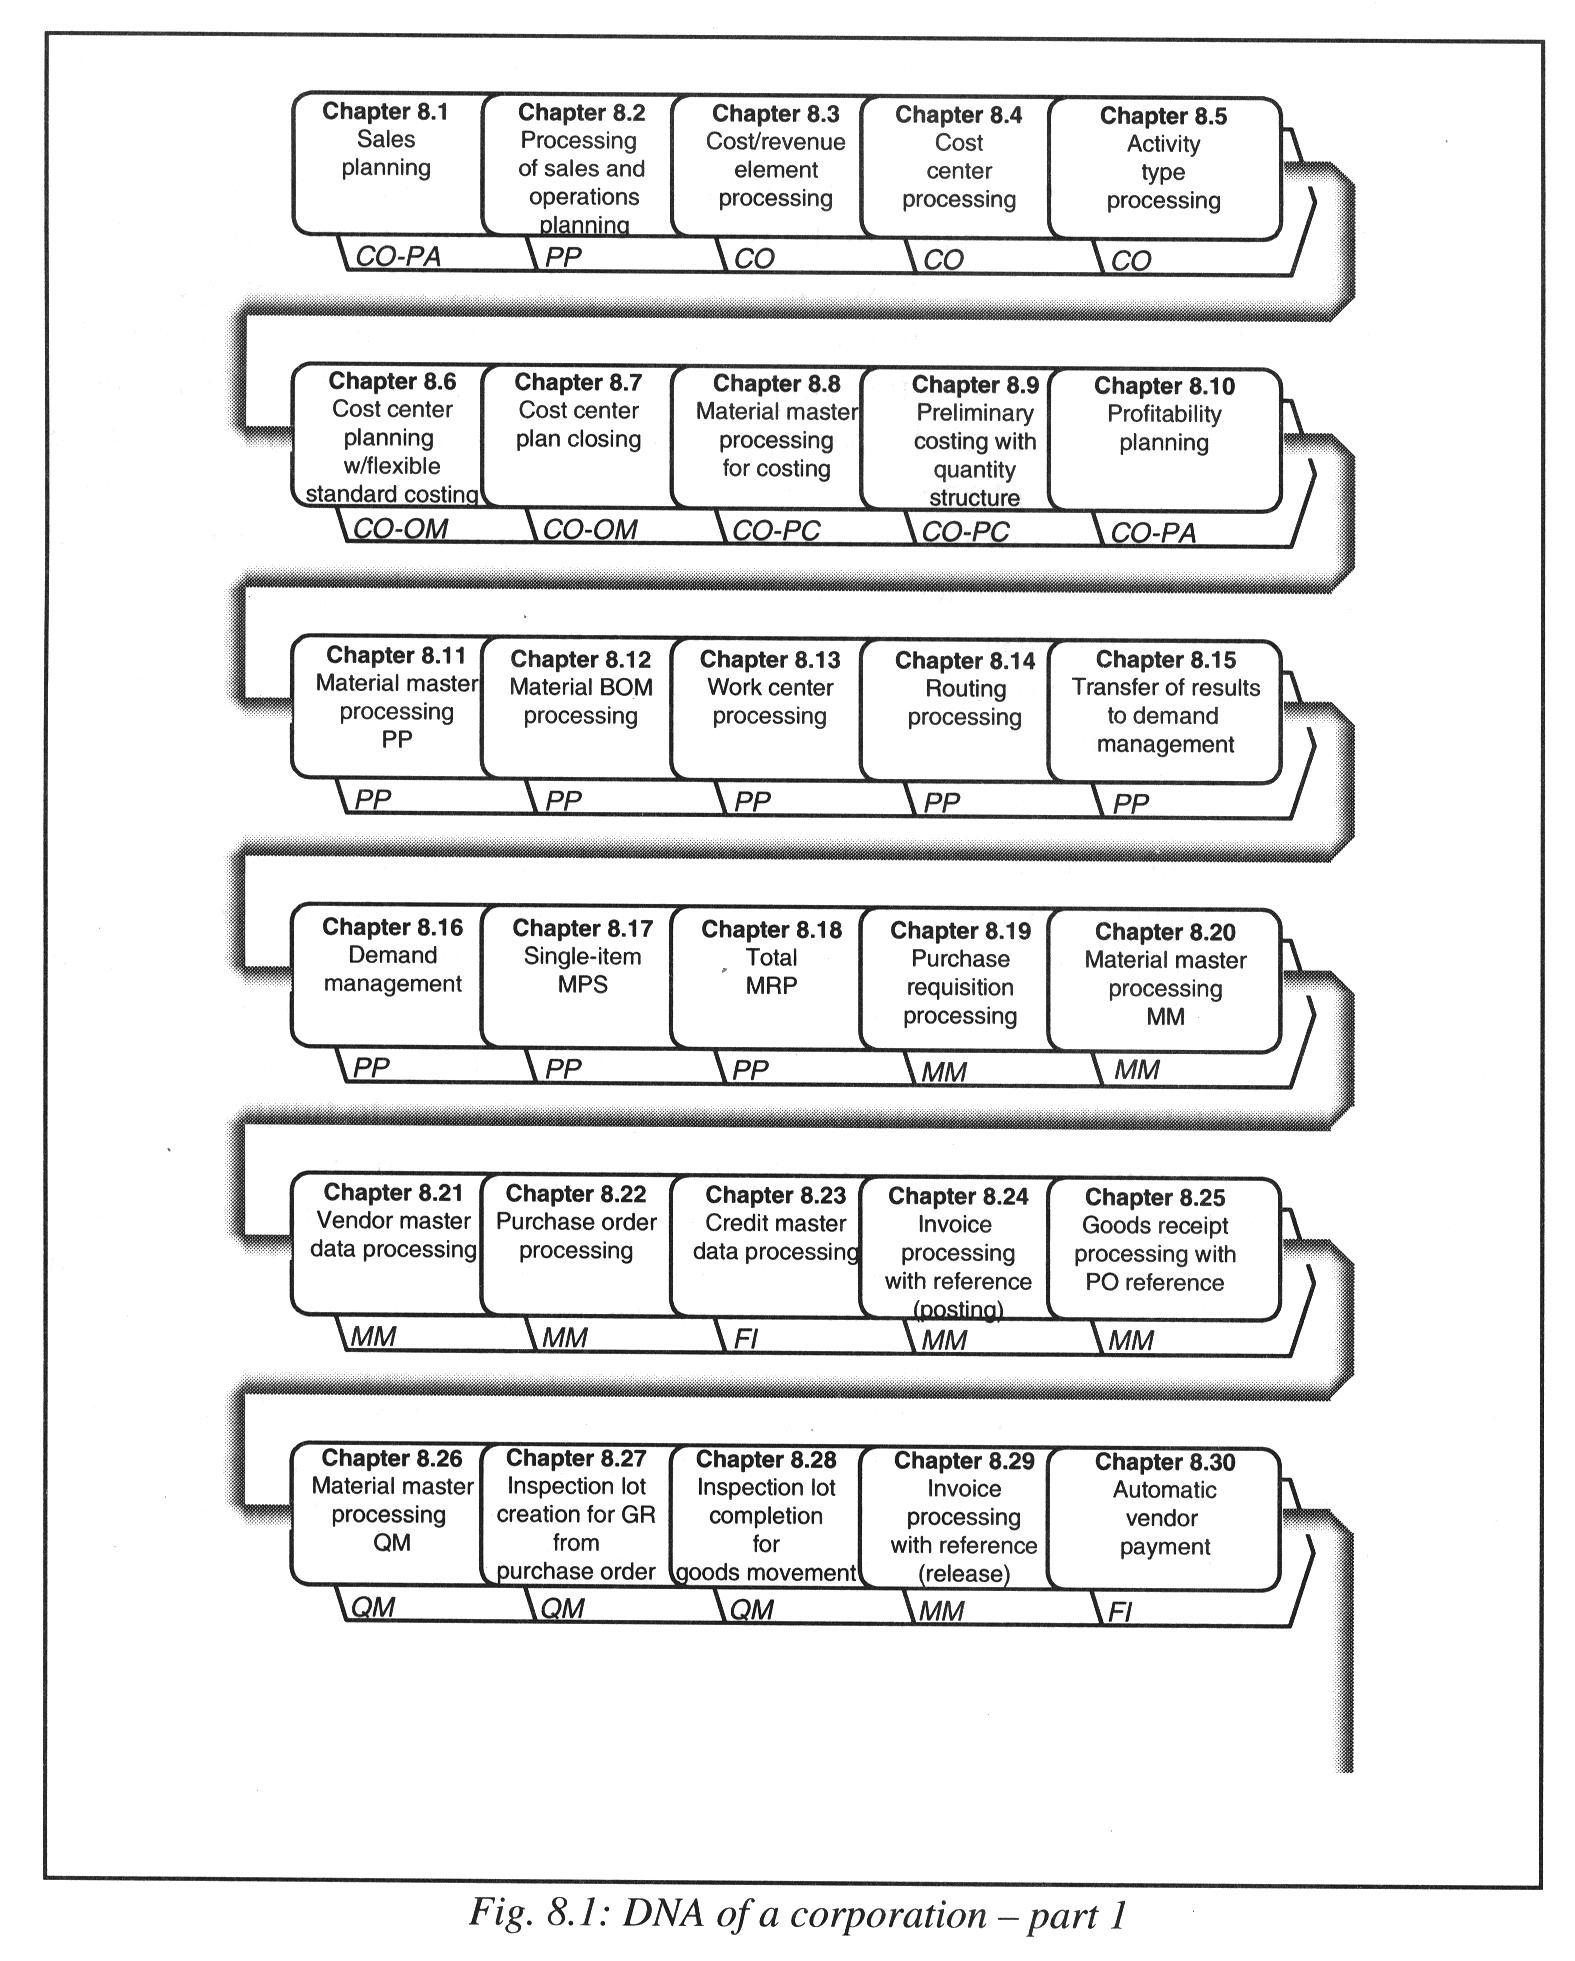 Chapter 8.1
Sales
planning
CO-PA
Chapter 8.2
Processing
of sales and
operations
planning
PP
Chapter 8.3
Cost/revenue
element
processing
CO
Chapter 8.4
Cost
center
processing
CO
Chapter 8.5
Activity
type
processing
CO
Chapter 8.6
Cost center
planning
w/flexible
standard costing
CO-OM
Chapter 8.7
Cost center
plan closing
CO-OM
Chapter 8.8
Material master
processing
for costing
CO-PC
Chapter 8.9
Preliminary
costing with
quantity
structure
CO-PC
Chapter 8.10
Profitability
planning
CO-PA
Chapter 8.11
Material master
processing
PP
PP
Chapter 8.12
Material BOM
processing
PP
Chapter 8.13
Work center
processing
PP
Chapter 8.14
Routing
processing
PP
Chapter 8.15
Transfer of results
to demand
management
PP
Chapter 8.16
Demand
management
PP
Chapter 8.17
Single-item
MPS
PP
Chapter 8.18
Total
MRP
PP
Chapter 8.19
Purchase
requisition
processing
MM
Chapter 8.20
Material master
processing
MM
MM
Chapter 8.21
Vendor master
data processing
MM
Chapter 8.22
Purchase order
processing
MM
Chapter 8.23
Credit master
data processing
FI
Chapter 8.24
Invoice
processing
with reference
(posting)
MM
Chapter 8.25
Goods receipt
processing with
PO reference
MM
Chapter 8.26
Material master
processing
QM
QM
Chapter 8.27
Inspection lot
creation for GR
from
purchase order
QM
Chapter 8.28
Inspection lot
completion
for
goods movement
QM
Chapter 8.29
Invoice
processing
with reference
(release)
MM
Chapter 8.30
Automatic
vendor
payment
FI
Fig. 8.1: DNA of a corporation – part 1